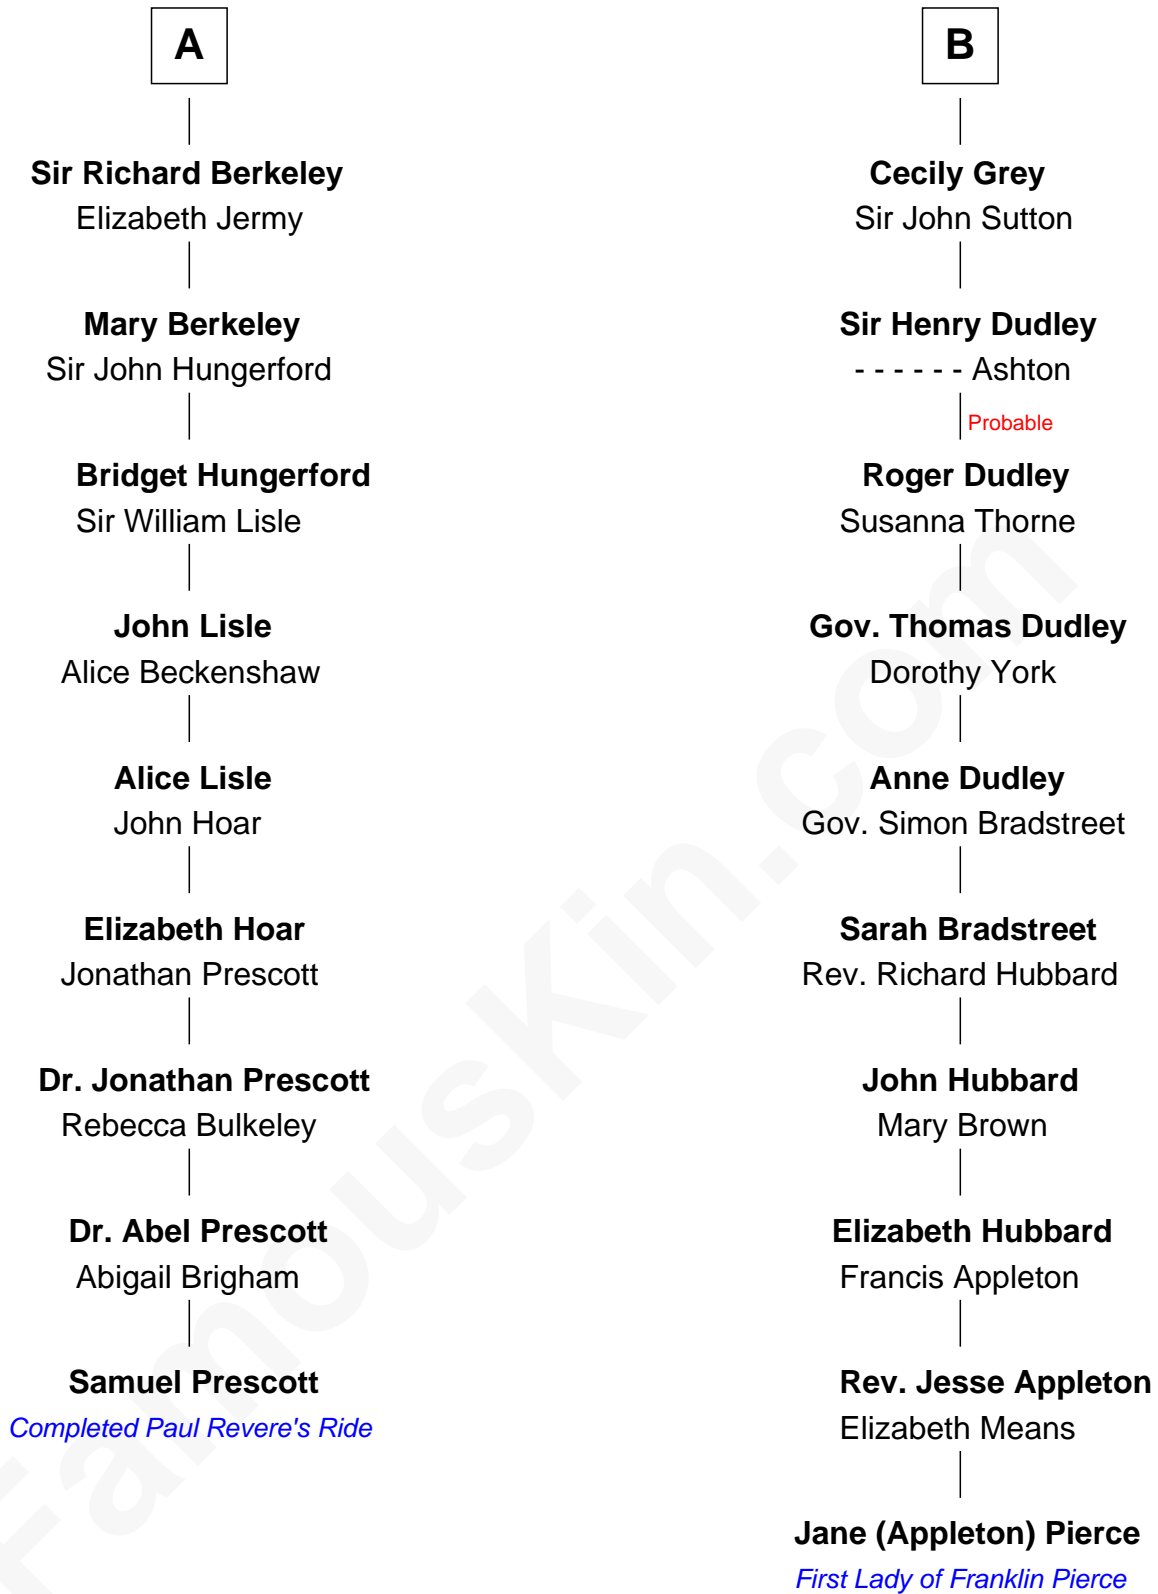 A
Sir Richard Berkeley
Elizabeth Jermy
Mary Berkeley
Sir John Hungerford
Bridget Hungerford
Sir William Lisle
John Lisle
Alice Beckenshaw
Alice Lisle
John Hoar
Elizabeth Hoar
Jonathan Prescott
Dr. Jonathan Prescott
Rebecca Bulkeley
Dr. Abel Prescott
Abigail Brigham
Samuel Prescott
Completed Paul Revere's Ride
B
Cecily Grey
Sir John Sutton
Sir Henry Dudley
- - - - - - Ashton
Probable
Roger Dudley
Susanna Thorne
Gov. Thomas Dudley
Dorothy York
Anne Dudley
Gov. Simon Bradstreet
Sarah Bradstreet
Rev. Richard Hubbard
John Hubbard
Mary Brown
Elizabeth Hubbard
Francis Appleton
Rev. Jesse Appleton
Elizabeth Means
Jane (Appleton) Pierce
First Lady of Franklin Pierce
FamousKin.com